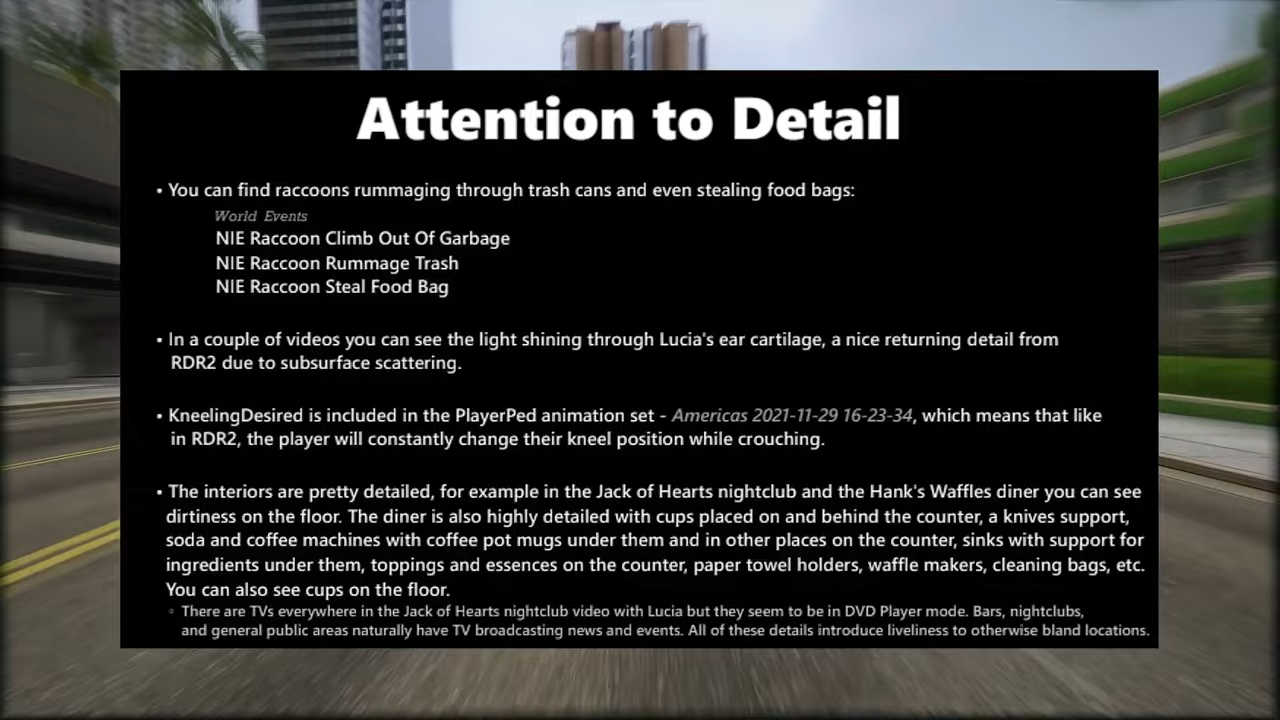 Attention to Detail
• You can find raccoons rummaging through trash cans and even stealing food bags:
World Events
NIE Raccoon Climb Out Of Garbage
NIE Raccoon Rummage Trash
NIE Raccoon Steal Food Bag
• In a couple of videos you can see the light shining through Lucia's ear cartilage, a nice returning detail from
RDR2 due to subsurface scattering.
• KneelingDesired is included in the PlayerPed animation set - Americas 2021-11-29 16-23-34, which means that like
in RDR2, the player will constantly change their kneel position while crouching.
• The interiors are pretty detailed, for example in the Jack of Hearts nightclub and the Hank's Waffles diner you can see
dirtiness on the floor. The diner is also highly detailed with cups placed on and behind the counter, a knives support,
soda and coffee machines with coffee pot mugs under them and in other places on the counter, sinks with support for
ingredients under them, toppings and essences on the counter, paper towel holders, waffle makers, cleaning bags, etc.
You can also see cups on the floor.
◦ There are TVs everywhere in the Jack of Hearts nightclub video with Lucia but they seem to be in DVD Player mode. Bars, nightclubs,
and general public areas naturally have TV broadcasting news and events. All of these details introduce liveliness to otherwise bland locations.